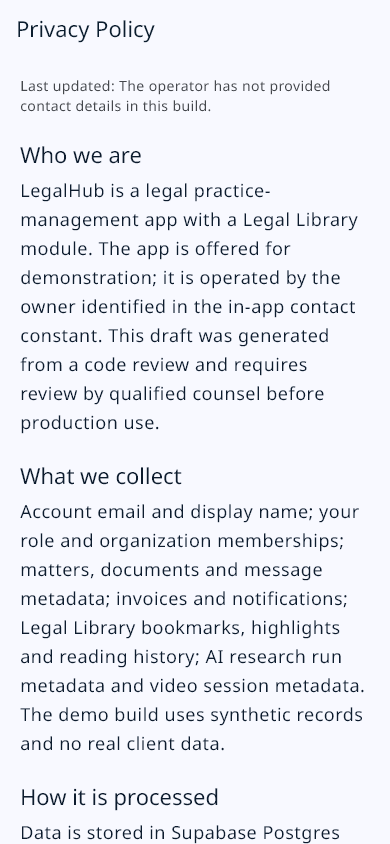 Privacy Policy
Last updated: The operator has not provided
contact details in this build.
Who we are
LegalHub is a legal practice-
management app with a Legal Library
module. The app is offered for
demonstration; it is operated by the
owner identified in the in-app contact
constant. This draft was generated
from a code review and requires
review by qualified counsel before
production use.
What we collect
Account email and display name; your
role and organization memberships;
matters, documents and message
metadata; invoices and notifications;
Legal Library bookmarks, highlights
and reading history; AI research run
metadata and video session metadata.
The demo build uses synthetic records
and no real client data.
How it is processed
Data is stored in Supabase Postgres